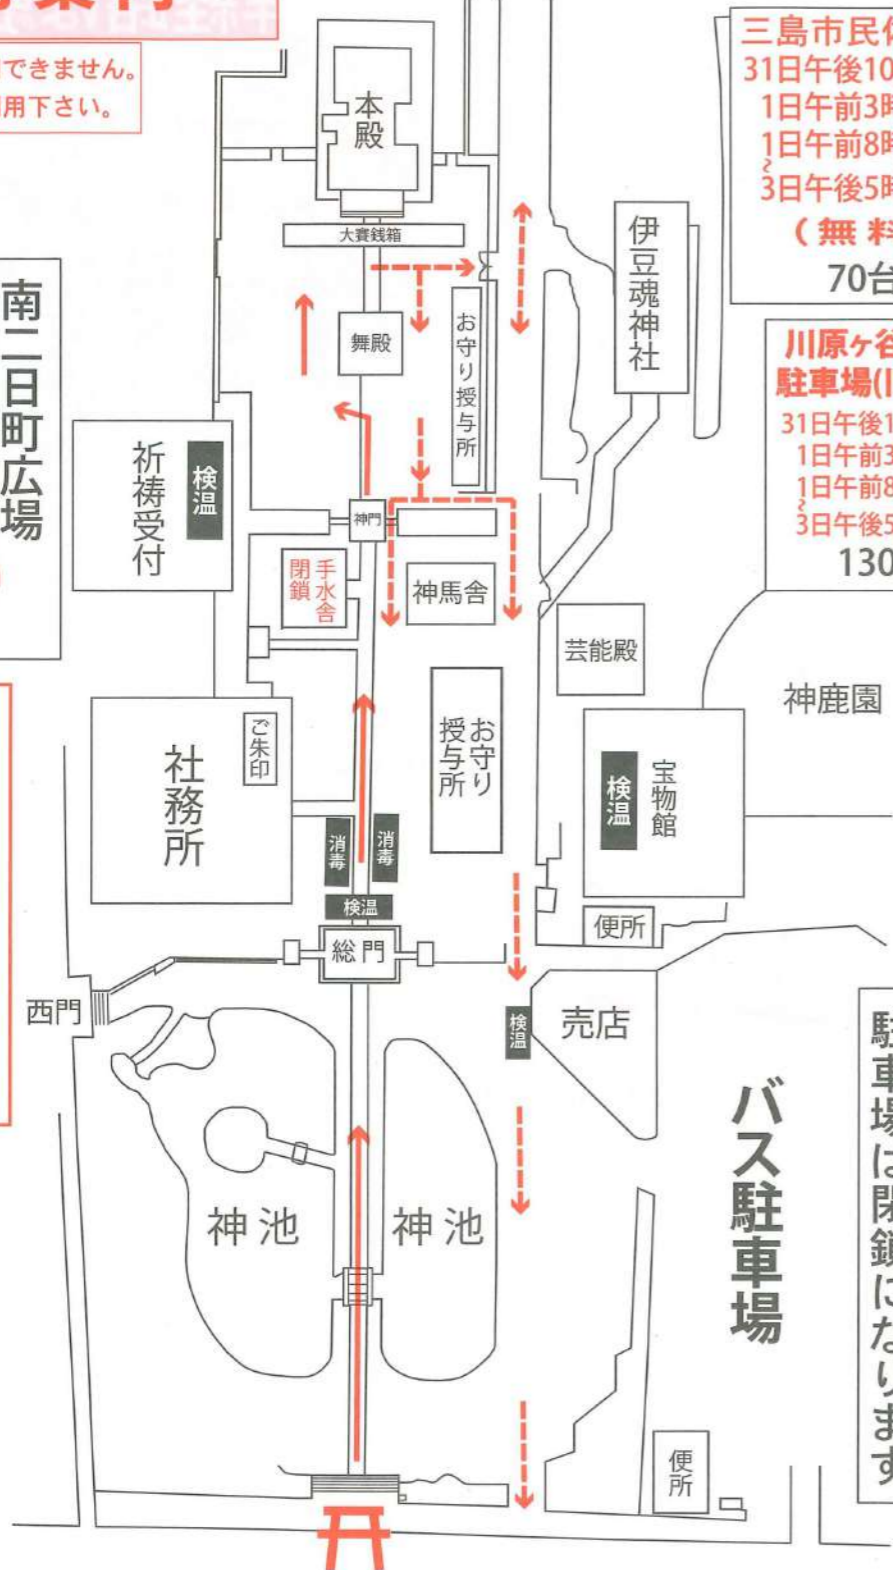 できません。
用下さい。
三島市民体
31日午後10
1日午前3時
1日午前8時
〜
3日午後5時
(無料
70台
川原ヶ谷
駐車場(
31日午後1
1日午前3
1日午前8
〜
3日午後5
130
本殿
大賽銭箱
舞殿
お守り授与所
伊豆魂神社
南二日町広場
祈祷受付
検温
神門
手水舎
閉鎖
神馬舎
芸能殿
神鹿園
お守り
授与所
ご朱印
社務所
宝物館
検温
消毒
消毒
検温
総門
便所
西門
検温
売店
神池
神池
バス駐車場
駐車場は閉鎖になります
便所